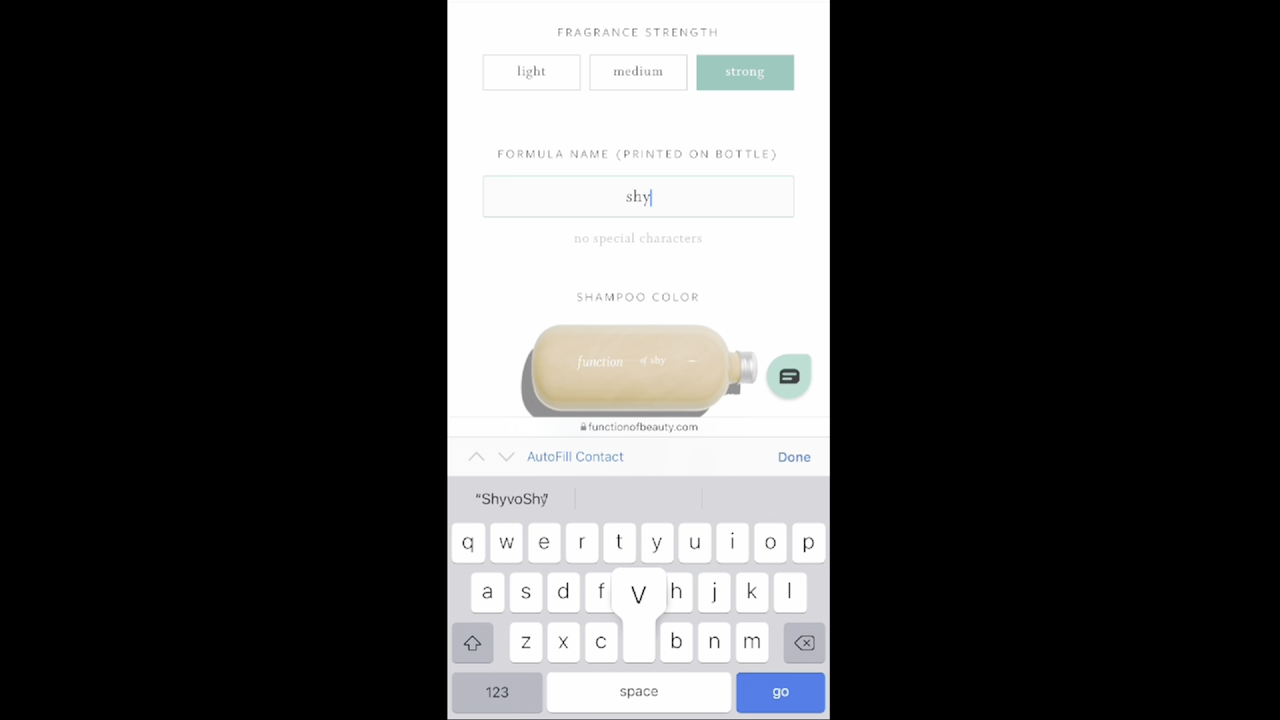 FRAGRANCE STRENGTH
light medium strong
FORMULA NAME (PRINTED ON BOTTLE)
shy
no special characters
SHAMPOO COLOR
function of shy
functionofbeauty.com
AutoFill Contact Done
q w e r t y u i o p
a s d f V h j k l
z x c b n m
123 space go